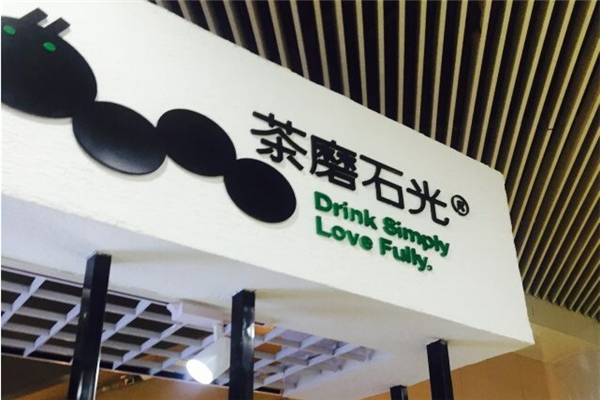 茶磨石光®
Drink Simply
Love Fully.